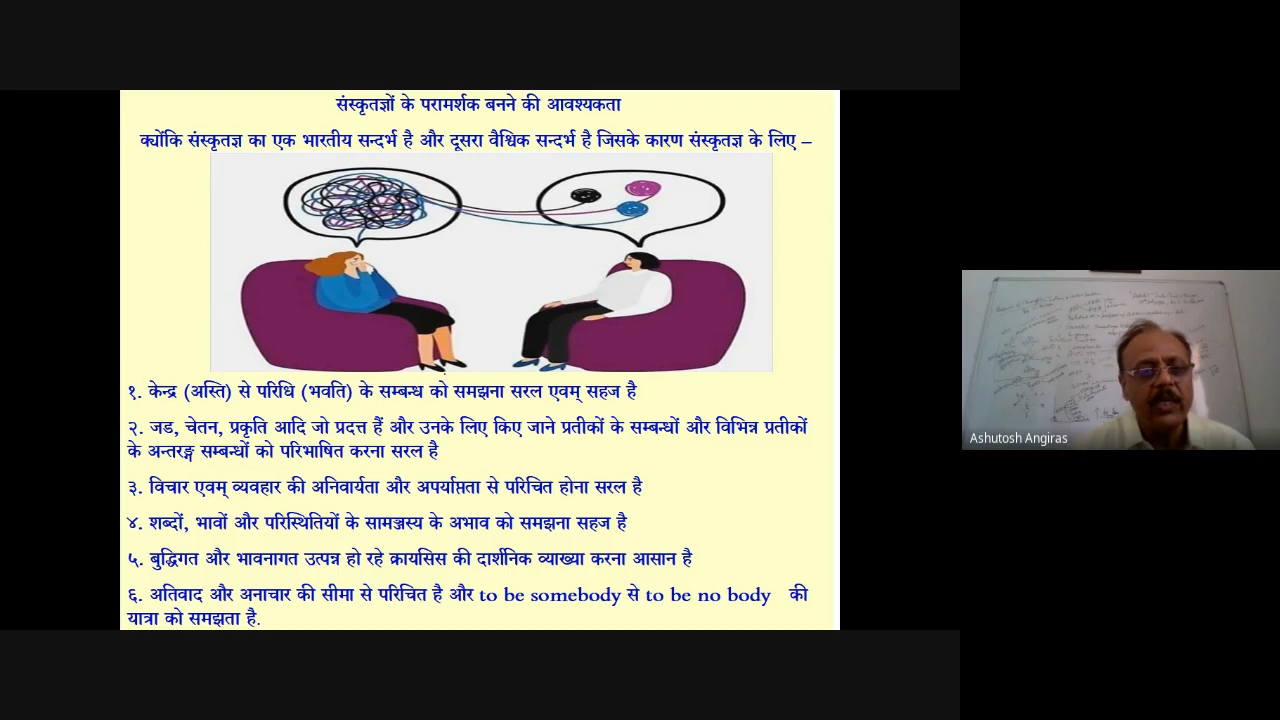 संस्कृतज्ञों के परामर्शक बनने की आवश्यकता
क्योंकि संस्कृतज्ञ का एक भारतीय सन्दर्भ है और दूसरा वैश्विक सन्दर्भ है जिसके कारण संस्कृतज्ञ के लिए –
१. केन्द्र (अस्ति) से परिधि (भवति) के सम्बन्ध को समझना सरल एवम् सहज है
२. जड, चेतन, प्रकृति आदि जो प्रदत्त हैं और उनके लिए किए जाने प्रतीकों के सम्बन्धों और विभिन्न प्रतीकों
के अन्तरङ्ग सम्बन्धों को परिभाषित करना सरल है
३. विचार एवम् व्यवहार की अनिवार्यता और अपर्याप्तता से परिचित होना सरल है
४. शब्दों, भावों और परिस्थितियों के सामञ्जस्य के अभाव को समझना सहज है
५. बुद्धिगत और भावनागत उत्पन्न हो रहे क्रायसिस की दार्शनिक व्याख्या करना आसान है
६. अतिवाद और अनाचार की सीमा से परिचित है और to be somebody से to be no body की
यात्रा को समझता है.
Ashutosh Angiras